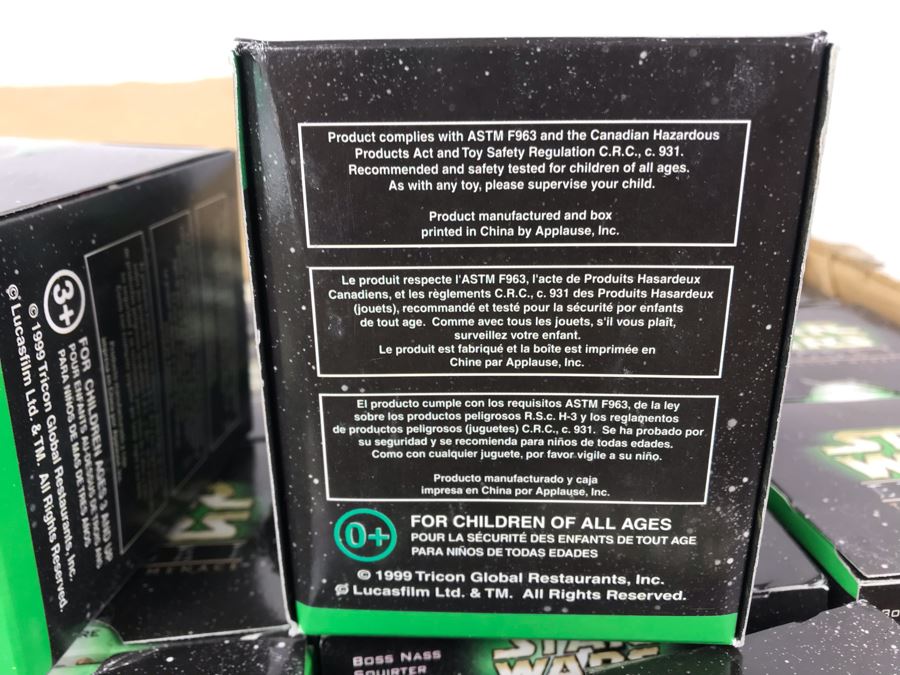 Product complies with ASTM F963 and the Canadian Hazardous
Products Act and Toy Safety Regulation C.R.C., c. 931.
Recommended and safety tested for children of all ages.
As with any toy, please supervise your child.
Product manufactured and box
printed in China by Applause, Inc.
Le produit respecte l'ASTM F963, l'acte de Produits Hasardeux
Canadiens, et les règlements C.R.C., c. 931 des Produits Hasardeux
(jouets), recommandé et testé pour la sécurité por enfants
de tout age. Comme avec tous les jouets, s'il vous plaît,
surveillez votre enfant.
Le produit est fabriqué et la boîte est imprimée en
Chine par Applause, Inc.
El producto cumple con los requisitos ASTM F963, de la ley
sobre los productos peligrosos R.S.c. H-3 y los reglamentos
de productos peligrosos (juguetes) C.R.C., c. 931. Se ha probado por
su seguridad y se recomienda para niños de todas edades.
Como con cualquier juguete, por favor vigile a su niño.
Producto manufacturado y caja
impresa en China por Applause, Inc.
0+
FOR CHILDREN OF ALL AGES
POUR LA SÉCURITÉ DES ENFANTS DE TOUT AGE
PARA NIÑOS DE TODAS EDADES
© 1999 Tricon Global Restaurants, Inc.
Lucasfilm Ltd. & TM. All Rights Reserved.
3+
FOR CHILDREN AGES 3 AND UP
© 1999 Tricon Global Restaurants, Inc.
© Lucasfilm Ltd. & TM. All Rights Reserved.
BOSS NASS
SQUIRTER
STAR
WARS